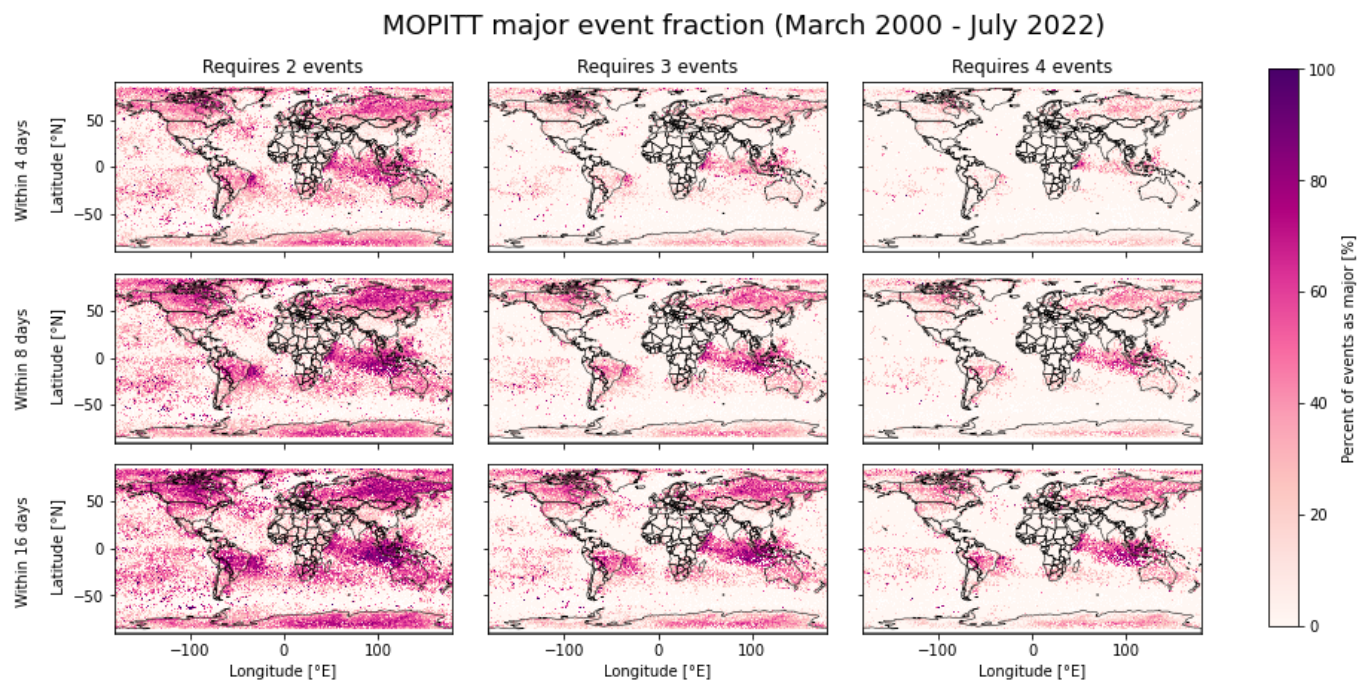 MOPITT major event fraction (March 2000 - July 2022)
Requires 2 events
Requires 3 events
Requires 4 events
Within 4 days
Latitude [°N]
50
0
−50
Within 8 days
Latitude [°N]
50
0
−50
Within 16 days
Latitude [°N]
50
0
−50
−100 0 100
Longitude [°E]
−100 0 100
Longitude [°E]
−100 0 100
Longitude [°E]
100
80
60
40
20
0
Percent of events as major [%]